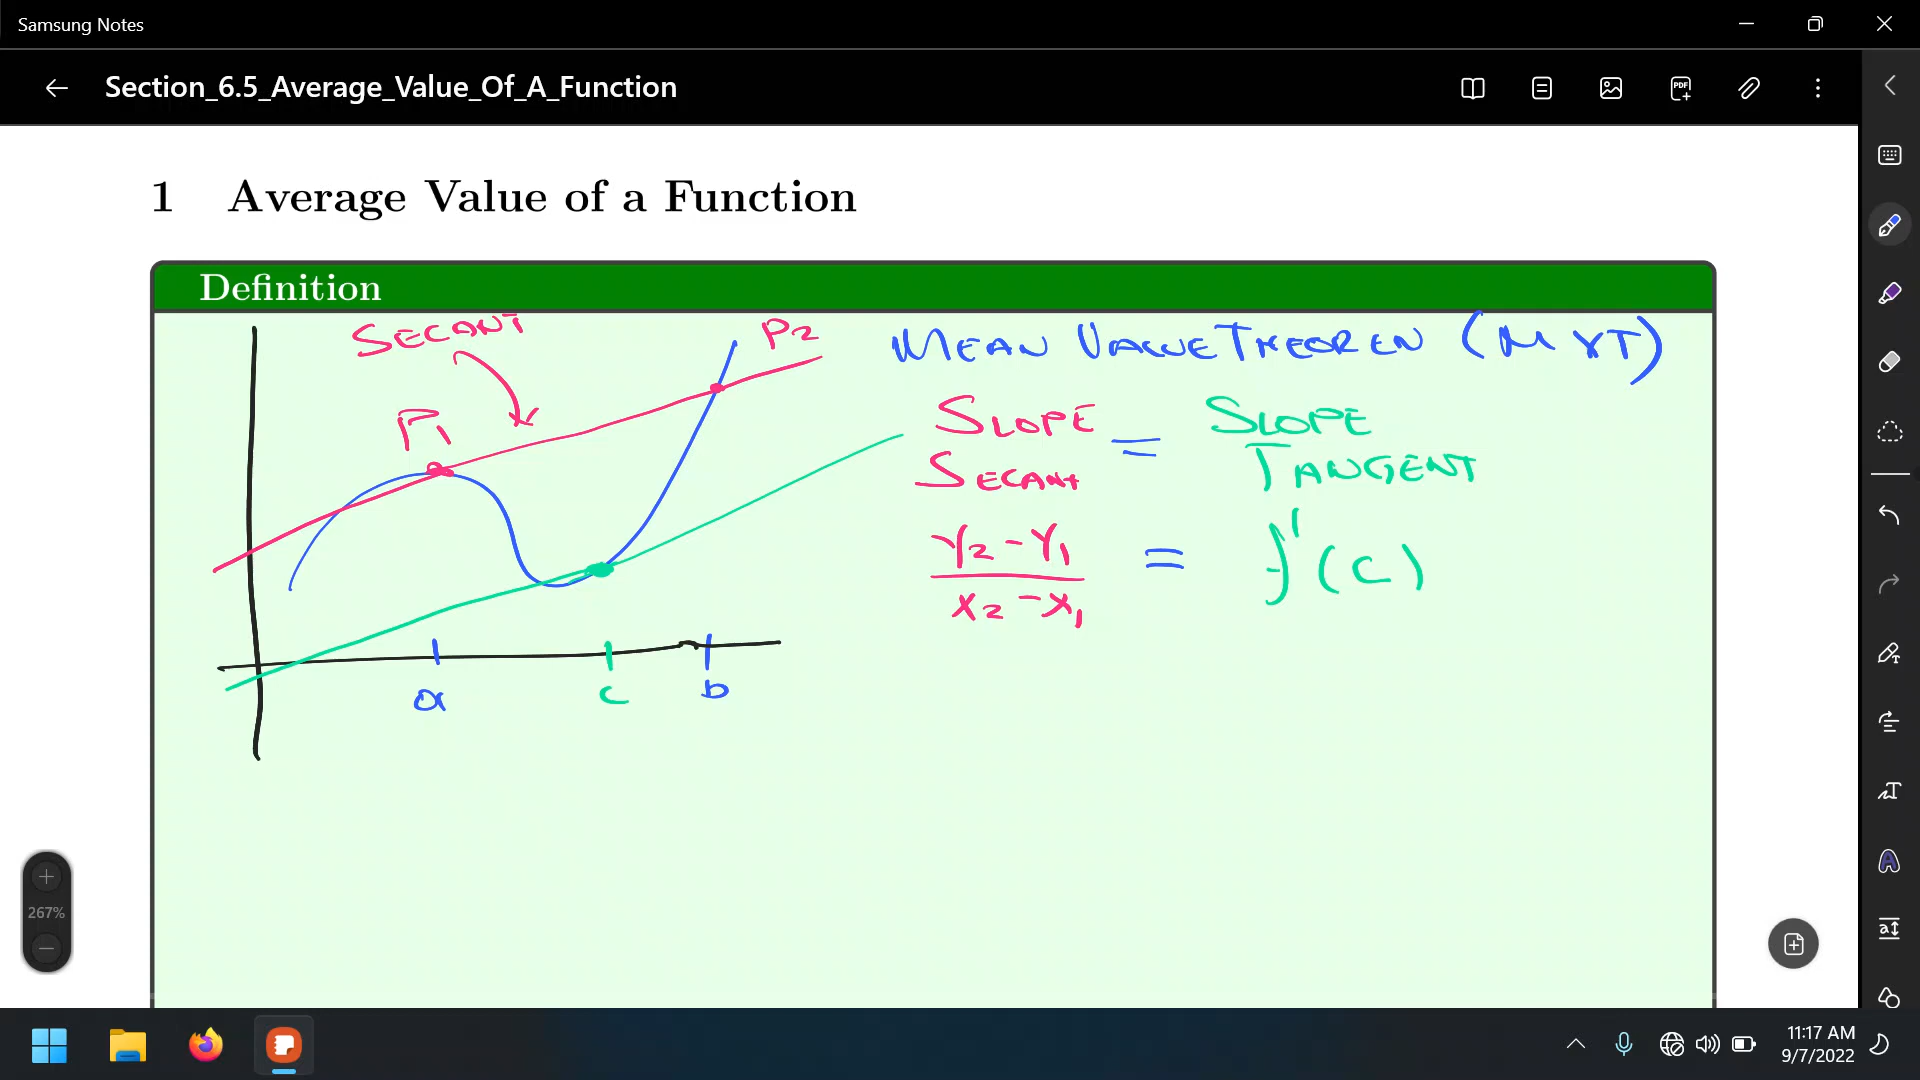 Samsung Notes
Section_6.5_Average_Value_Of_A_Function
PDF
1 Average Value of a Function
Definition
SECANT
P2
P1
MEAN VALUE THEOREM (MVT)
SLOPE SECANT = SLOPE TANGENT
Y2 - Y1 / X2 - X1 = f'(c)
a
c
b
267%
11:17 AM
9/7/2022